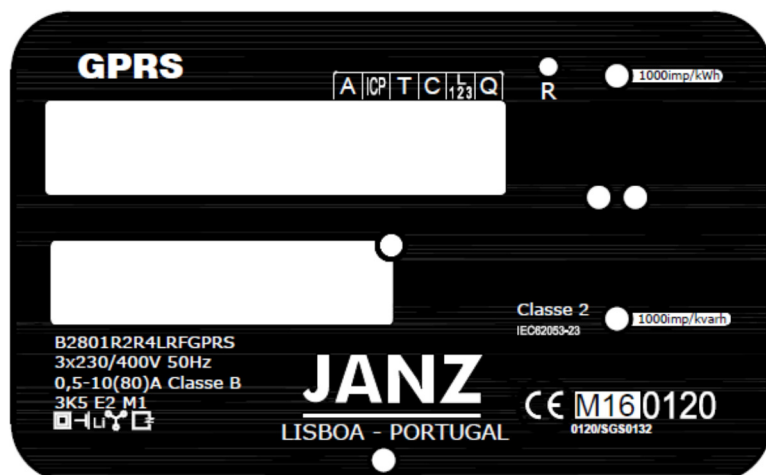 GPRS
A ICP T C L123 Q
R
1000imp/kWh
Classe 2
IEC62053-23
1000imp/kvarh
B2801R2R4LRFGPRS
3x230/400V 50Hz
0,5-10(80)A Classe B
3K5 E2 M1
Li
JANZ
LISBOA - PORTUGAL
CE M16 0120
0120/SGS0132